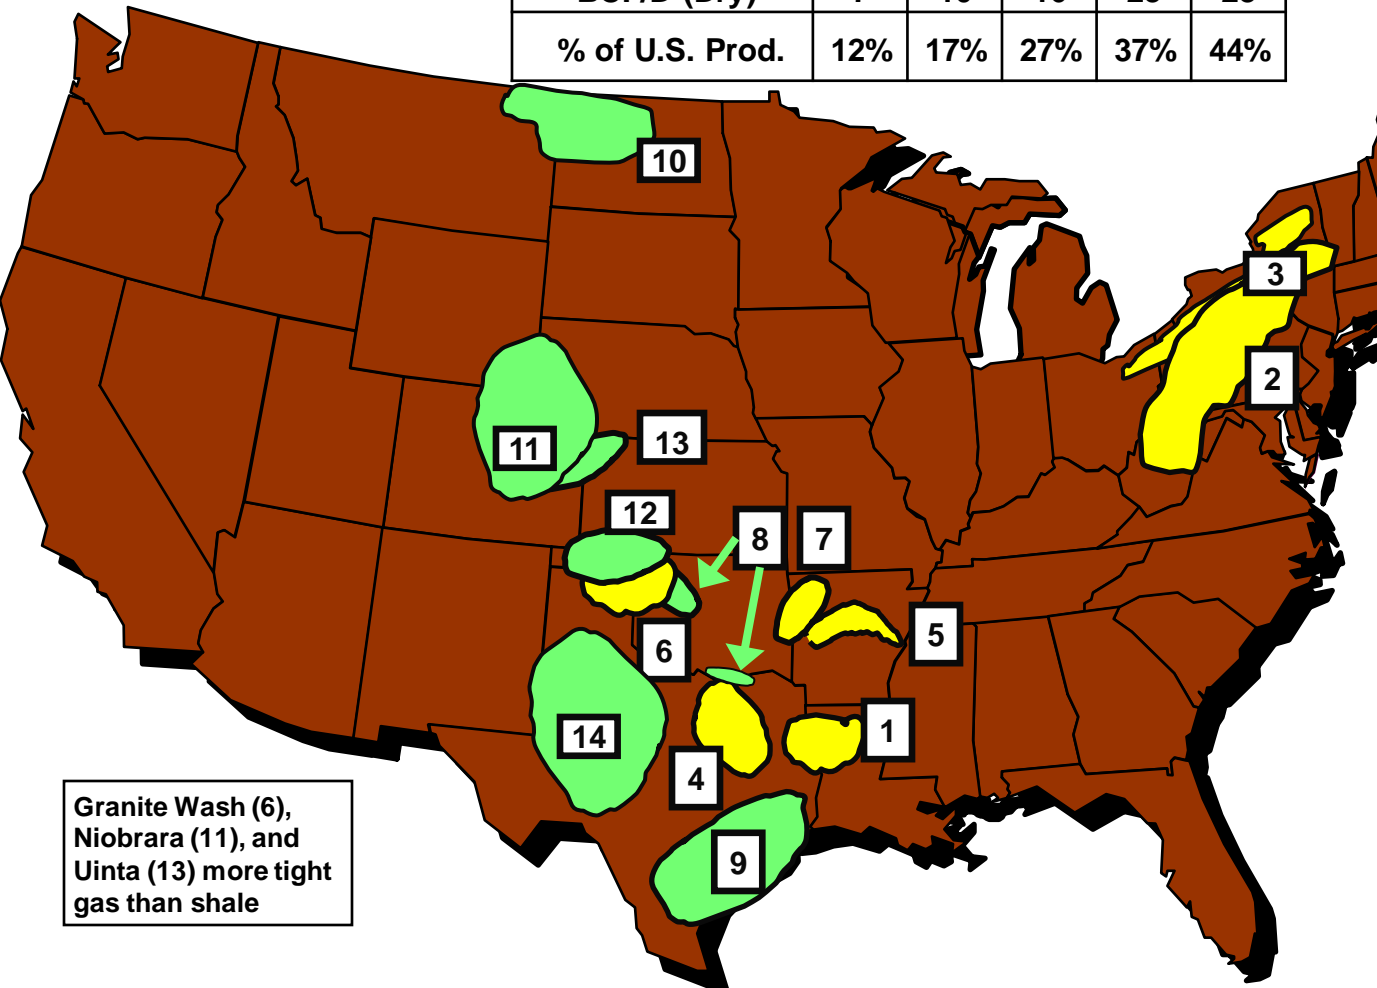 % of U.S. Prod. 12% 17% 27% 37% 44%
10
3
2
11
13
12
8
7
6
5
14
1
4
9
Granite Wash (6),
Niobrara (11), and
Uinta (13) more tight
gas than shale